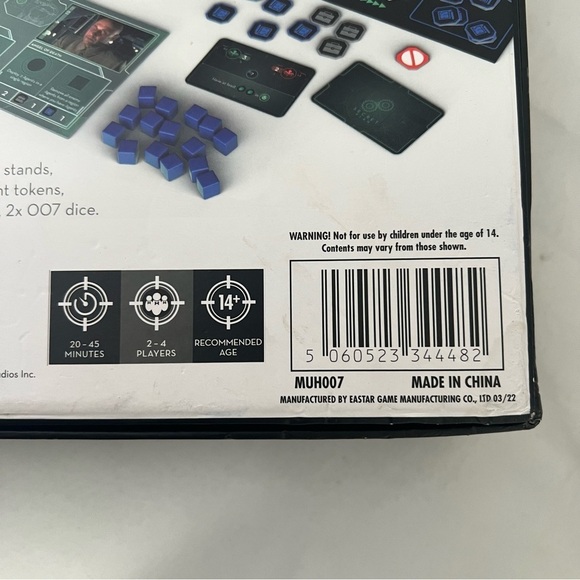 stands,
nt tokens,
2x 007 dice.
WARNING! Not for use by children under the age of 14.
Contents may vary from those shown.
20 – 45
MINUTES
2 – 4
PLAYERS
14+
RECOMMENDED
AGE
5 060523 344482
dios Inc.
MUH007
MADE IN CHINA
MANUFACTURED BY EASTAR GAME MANUFACTURING CO., LTD 03/22